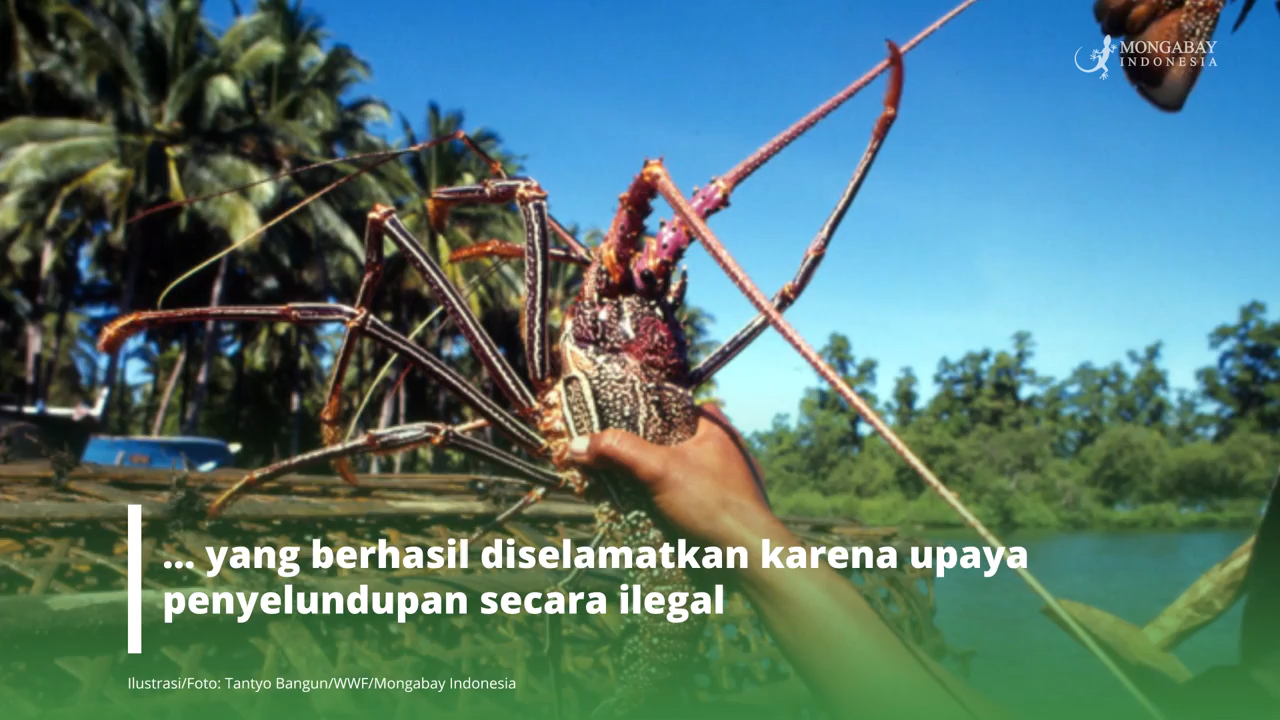 MONGABAY
INDONESIA
... yang berhasil diselamatkan karena upaya
penyelundupan secara ilegal
Ilustrasi/Foto: Tantyo Bangun/WWF/Mongabay Indonesia